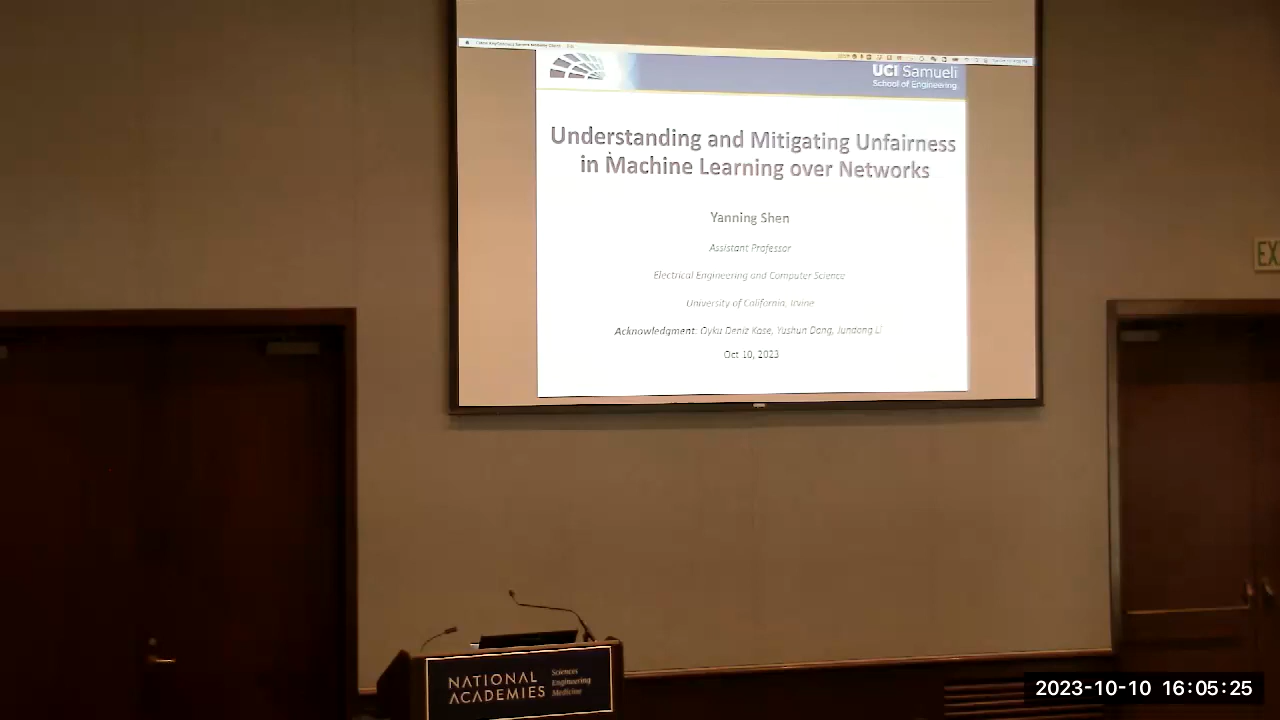 UCI Samueli
School of Engineering
Understanding and Mitigating Unfairness
in Machine Learning over Networks
Yanning Shen
Assistant Professor
Electrical Engineering and Computer Science
University of California, Irvine
Acknowledgment: Oyku Deniz Kose, Yushun Dong, Jundong Li
Oct 10, 2023
EX
NATIONAL
ACADEMIES
Sciences
Engineering
Medicine
2023-10-10 16:05:25